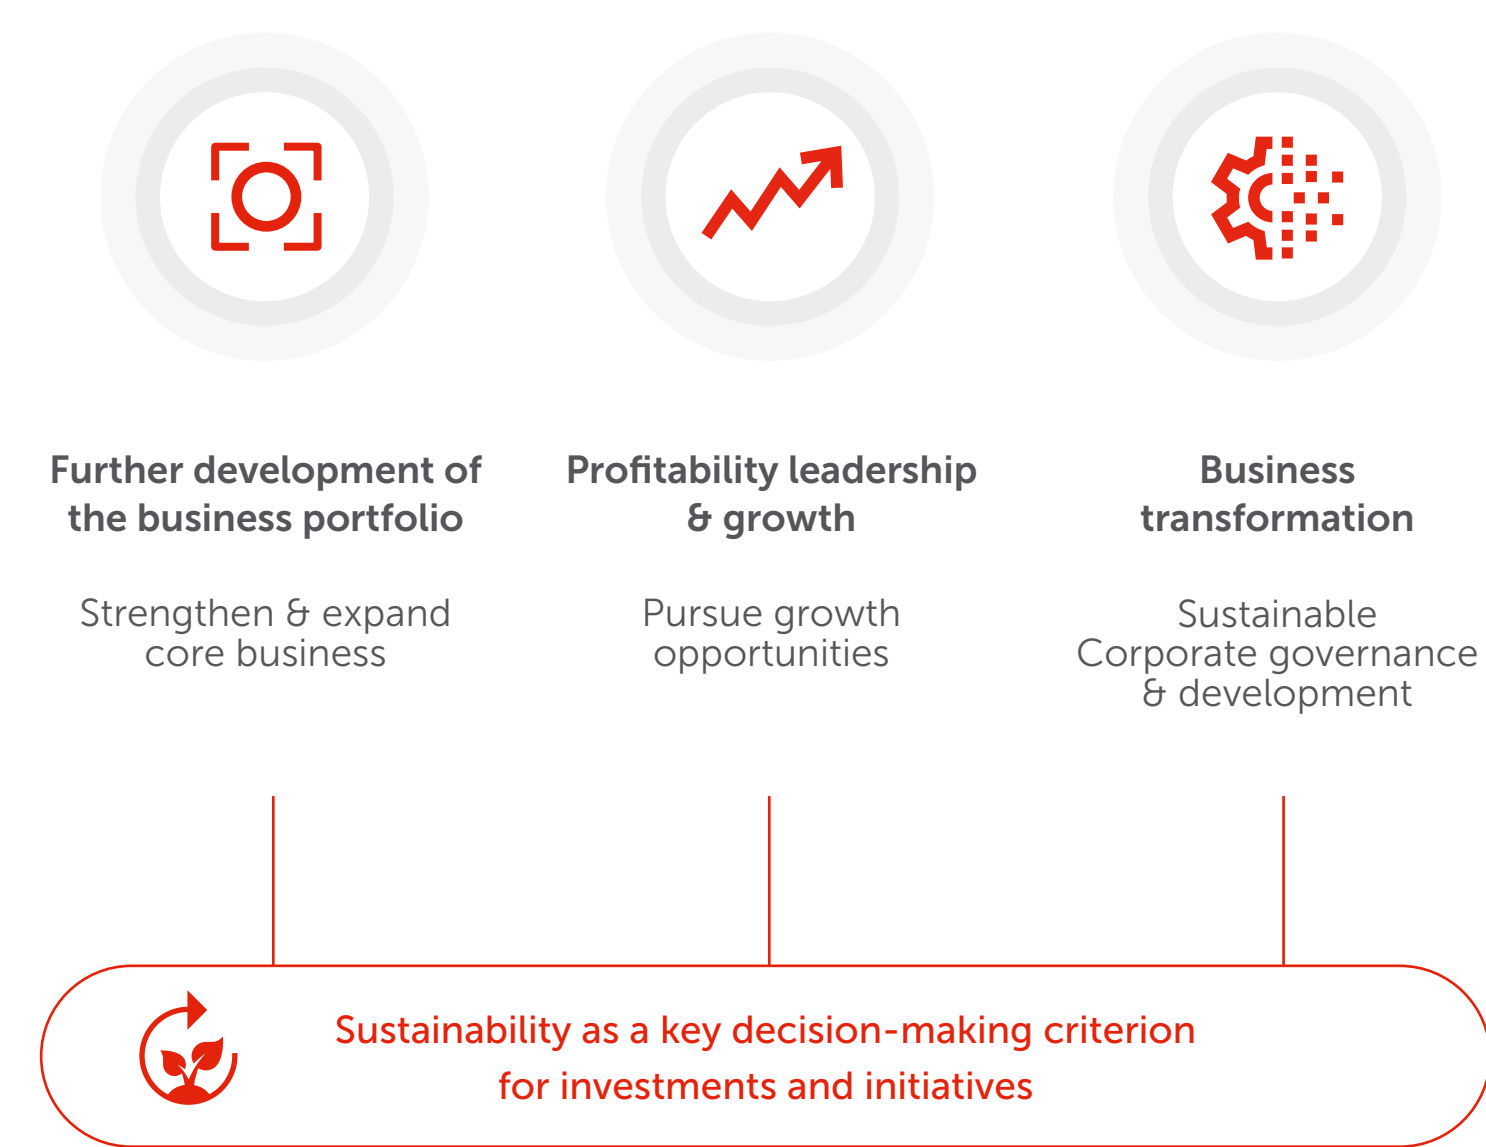 Further development of
the business portfolio
Strengthen & expand
core business
Profitability leadership
& growth
Pursue growth
opportunities
Business
transformation
Sustainable
Corporate governance
& development
Sustainability as a key decision-making criterion
for investments and initiatives